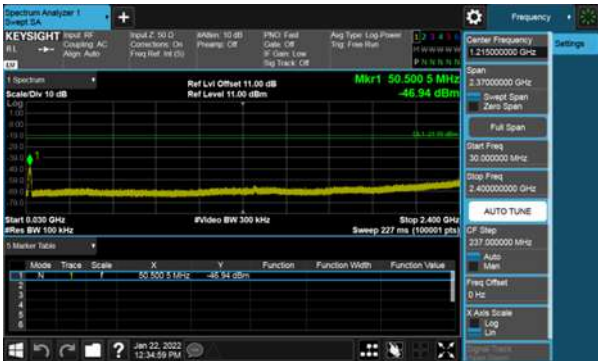 Spectrum Analyzer 1
Swept SA
+
Frequency
KEYSIGHT
Input: RF
Coupling: AC
Align: Auto
Input Z: 50 Ω
Corrections: On
Freq Ref: Int (S)
#Atten: 10 dB
Preamp: Off
PNO: Fast
Gate: Off
IF Gain: Low
Sig Track: Off
Avg Type: Log-Power
Trig: Free Run
1 2 3 4 5 6
P N N N N N
Center Frequency
1.215000000 GHz
Settings
Span
2.37000000 GHz
Swept Span
Zero Span
Full Span
Start Freq
30.000000 MHz
Stop Freq
2.400000000 GHz
AUTO TUNE
CF Step
237.000000 MHz
Auto
Man
Freq Offset
0 Hz
X Axis Scale
Log
Lin
1 Spectrum
Scale/Div 10 dB
Ref Lvl Offset 11.00 dB
Ref Level 11.00 dBm
Mkr1 50.500 5 MHz
-46.94 dBm
Log
1
Start 0.030 GHz
#Res BW 100 kHz
#Video BW 300 kHz
Stop 2.400 GHz
Sweep 227 ms (100001 pts)
5 Marker Table
Mode Trace Scale X Y Function Function Width Function Value
1 N 1 f 50.500 5 MHz -46.94 dBm
2
3
4
5
6
? Jan 22, 2022
12:34:59 PM